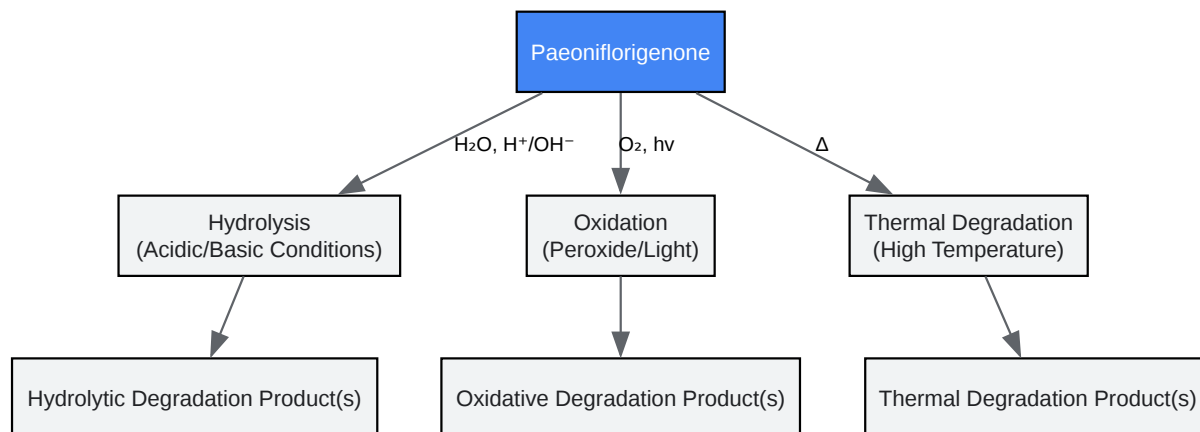 Paeoniflorigenone
H₂O, H⁺/OH⁻
O₂, hv
Δ
Hydrolysis
(Acidic/Basic Conditions)
Oxidation
(Peroxide/Light)
Thermal Degradation
(High Temperature)
Hydrolytic Degradation Product(s)
Oxidative Degradation Product(s)
Thermal Degradation Product(s)